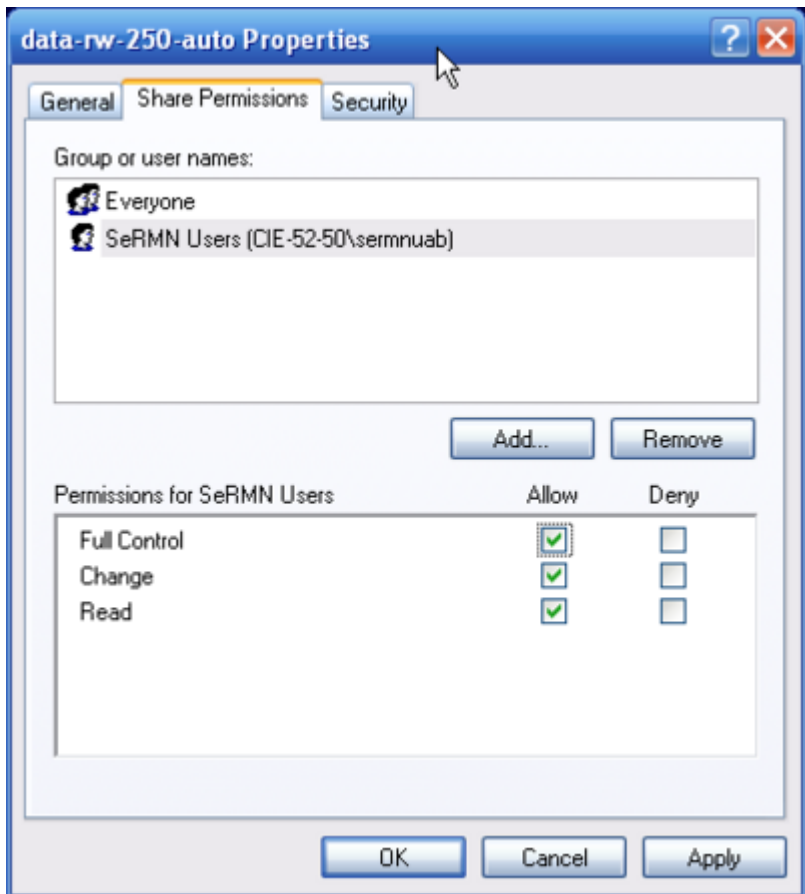 data-rw-250-auto Properties
General Share Permissions Security
Group or user names:
Everyone
SeRMN Users (CIE-52-50\sermnuab)
Add... Remove
Permissions for SeRMN Users Allow Deny
Full Control
Change
Read
OK Cancel Apply